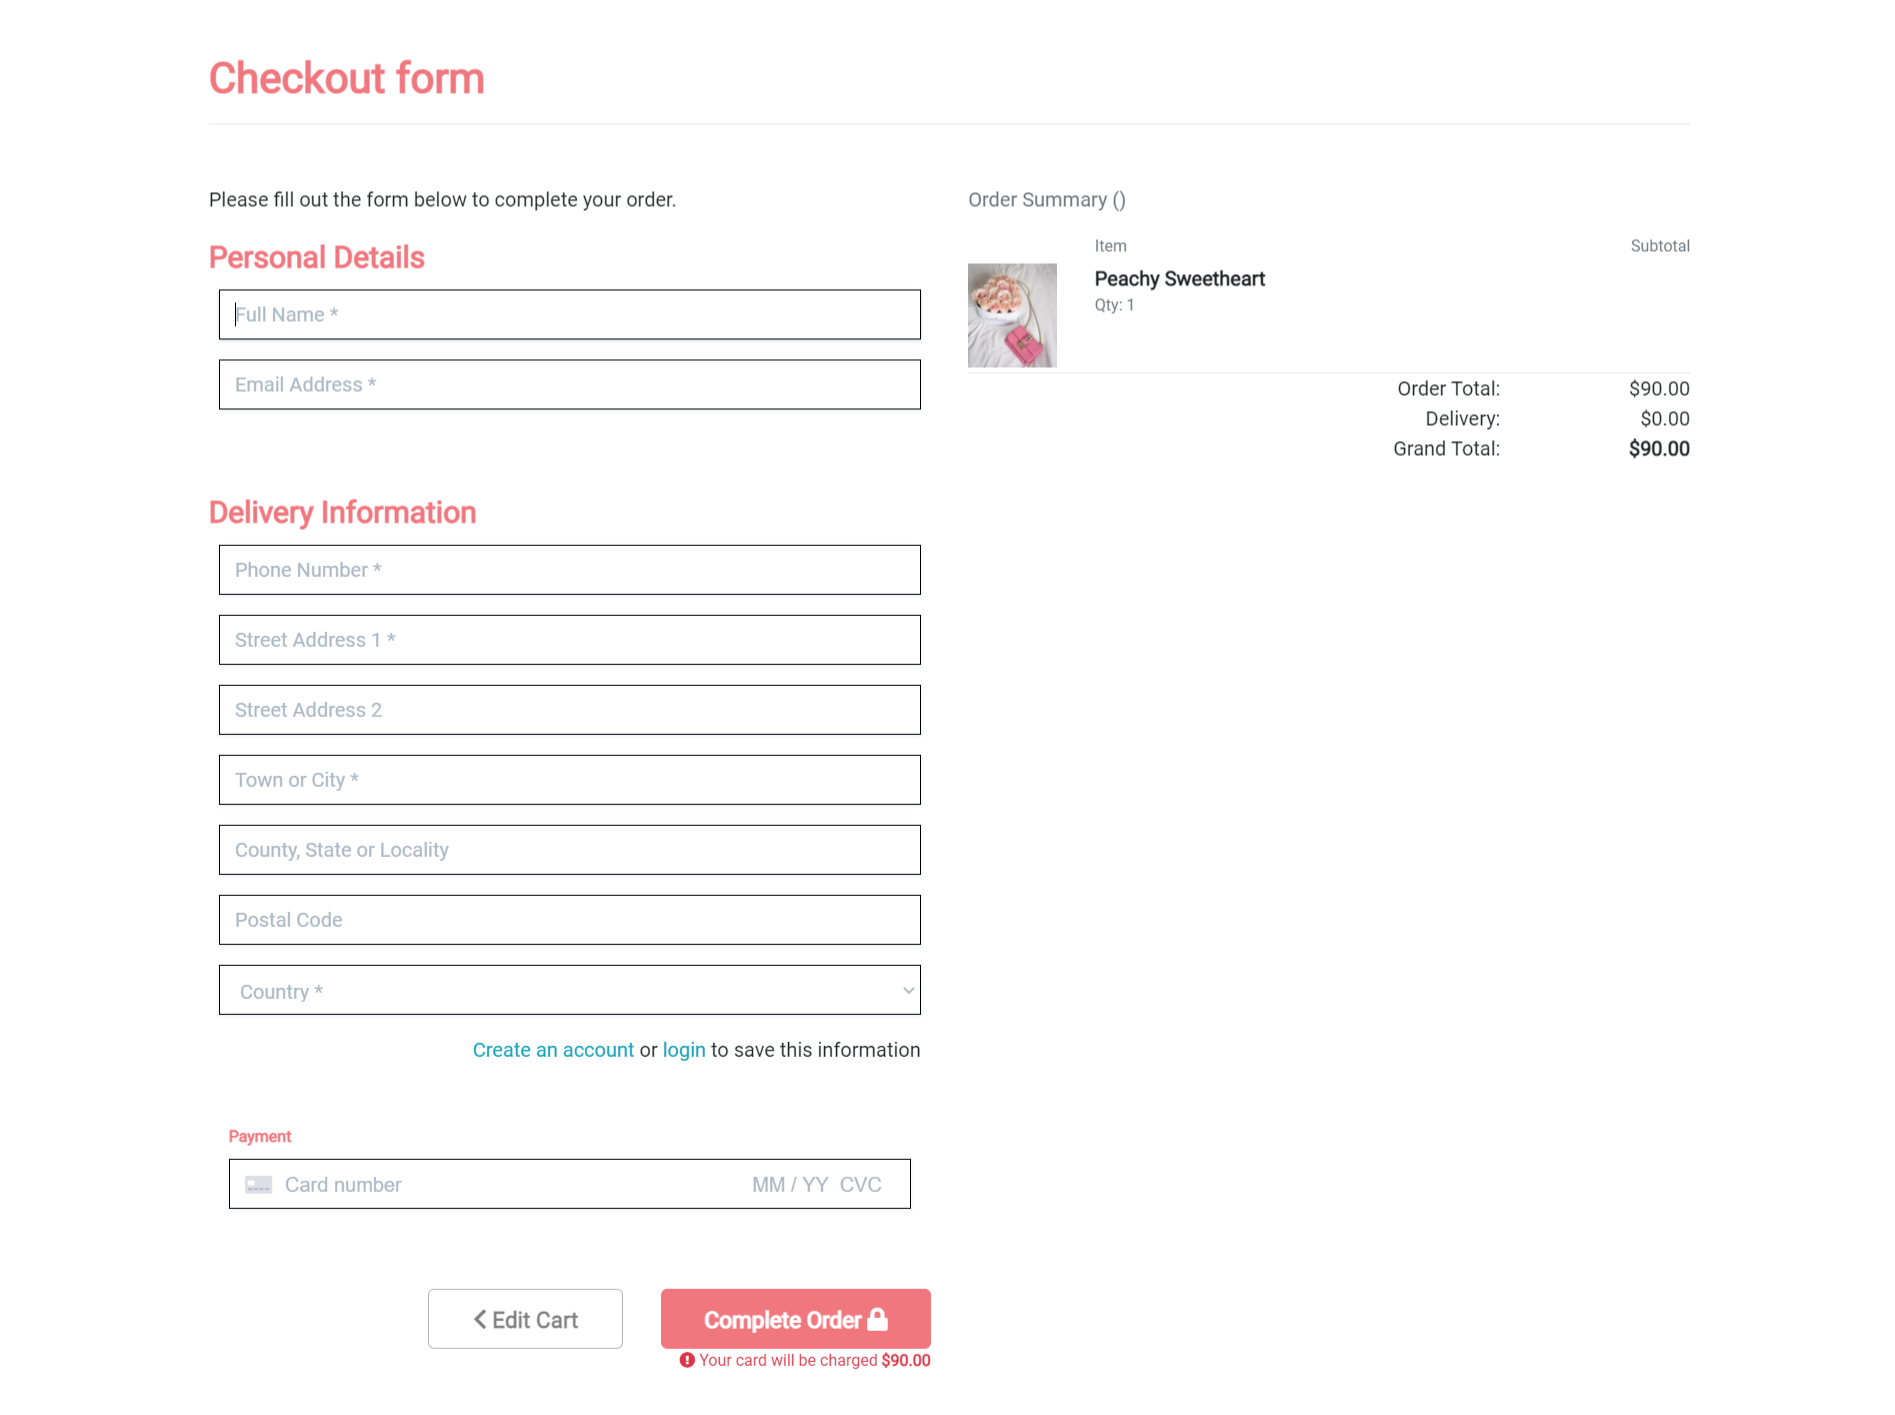 Checkout form
Please fill out the form below to complete your order.
Personal Details
Full Name *
Email Address *
Delivery Information
Phone Number *
Street Address 1 *
Street Address 2
Town or City *
County, State or Locality
Postal Code
Country *
Create an account or login to save this information
Payment
Card number MM / YY CVC
Edit Cart
Complete Order
Your card will be charged $90.00
Order Summary ()
Item Subtotal
Peachy Sweetheart
Qty: 1
Order Total: $90.00
Delivery: $0.00
Grand Total: $90.00